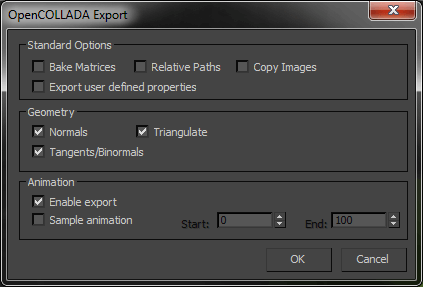 OpenCOLLADA Export
Standard Options
Bake Matrices Relative Paths Copy Images
Export user defined properties
Geometry
Normals Triangulate
Tangents/Binormals
Animation
Enable export
Sample animation Start: 0 End: 100
OK Cancel